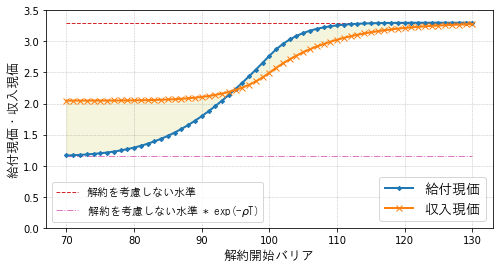 給付現価・収入現価
3.5
3.0
2.5
2.0
1.5
1.0
0.5
0.0
解約を考慮しない水準
解約を考慮しない水準 * exp(-ρT)
給付現価
収入現価
70 80 90 100 110 120 130
解約開始バリア